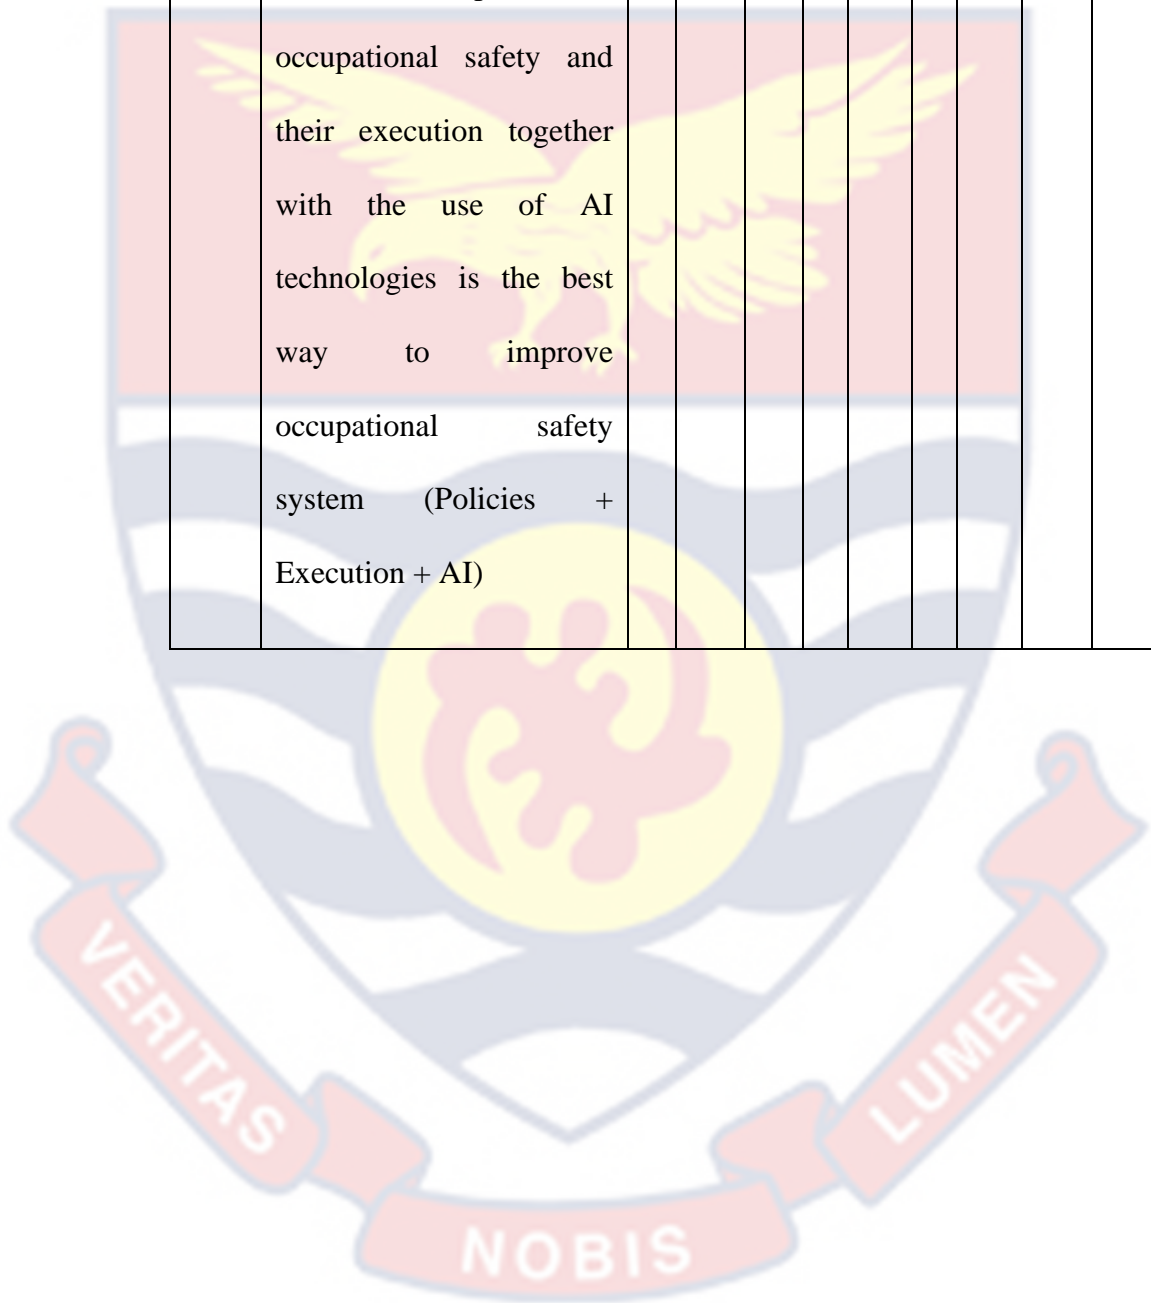 occupational safety and
their execution together
with the use of AI
technologies is the best
way to improve
occupational safety
system (Policies +
Execution + AI)
VERITAS
NOBIS
LUMEN